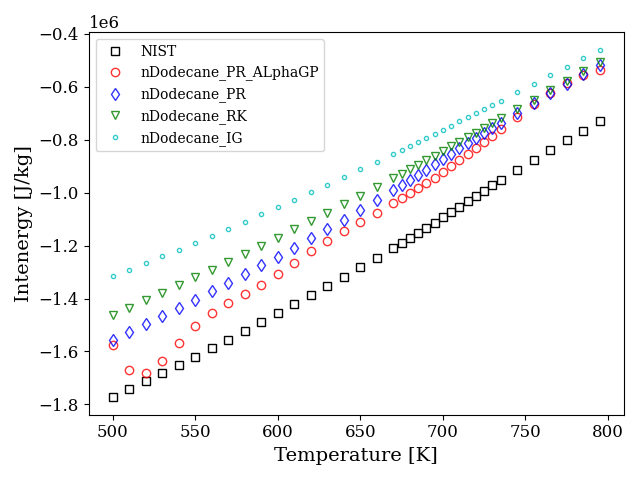 1e6
−0.4
−0.6
−0.8
−1.0
−1.2
−1.4
−1.6
−1.8
Intenergy [J/kg]
NIST
nDodecane_PR_ALphaGP
nDodecane_PR
nDodecane_RK
nDodecane_IG
500 550 600 650 700 750 800
Temperature [K]